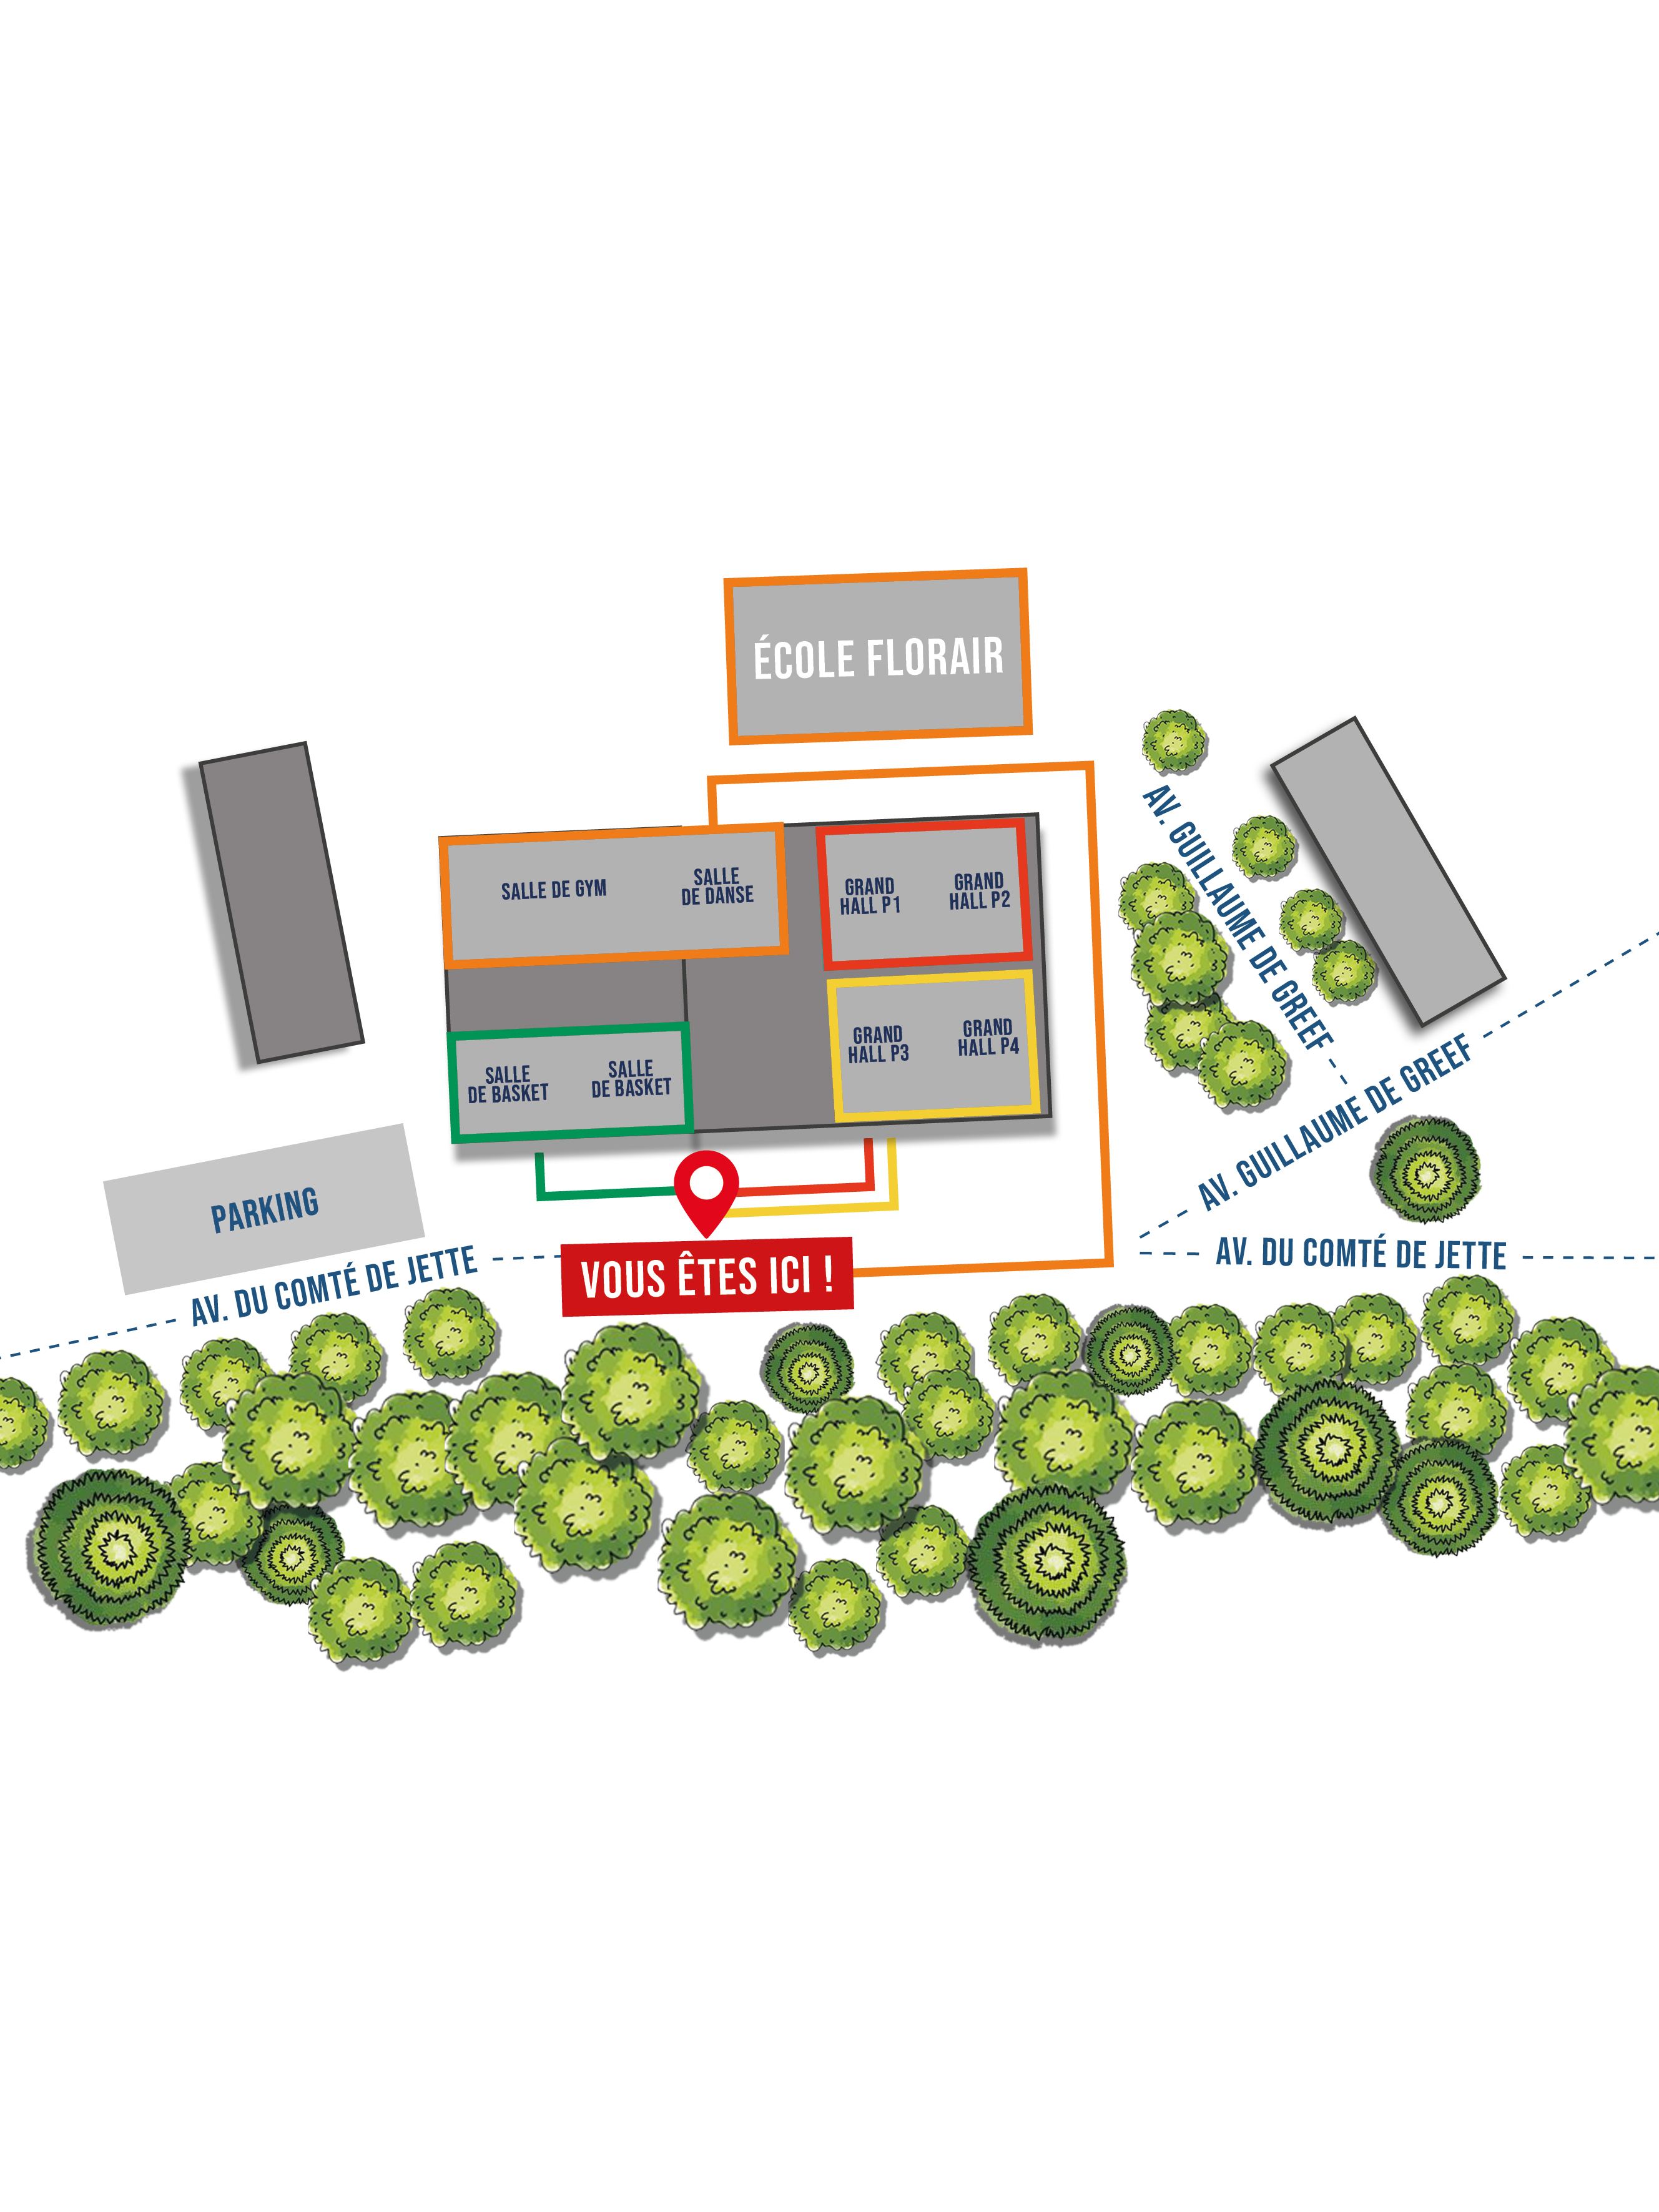 ÉCOLE FLORAIR
SALLE DE GYM
SALLE
DE DANSE
GRAND
HALL P1
GRAND
HALL P2
SALLE
DE BASKET
SALLE
DE BASKET
GRAND
HALL P3
GRAND
HALL P4
AV. GUILLAUME DE GREEF
AV. GUILLAUME DE GREEF
PARKING
AV. DU COMTÉ DE JETTE
VOUS ÊTES ICI !
AV. DU COMTÉ DE JETTE